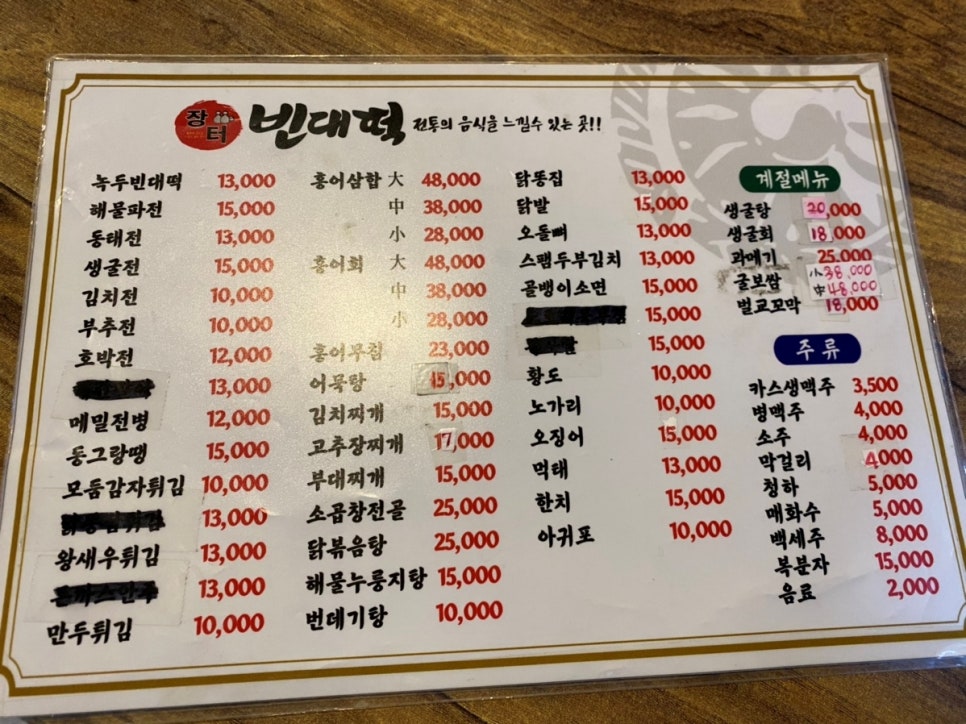 장터
빈대떡 전통의 음식을 느낄수 있는 곳!!
녹두빈대떡 13,000
해물파전 15,000
동태전 13,000
생굴전 15,000
김치전 10,000
부추전 10,000
호박전 12,000
13,000
메밀전병 12,000
동그랑땡 15,000
모둠감자튀김 10,000
13,000
왕새우튀김 13,000
13,000
만두튀김 10,000
홍어삼합 大 48,000
中 38,000
小 28,000
홍어회 大 48,000
中 38,000
小 28,000
홍어무침 23,000
어묵탕 15,000
김치찌개 15,000
고추장찌개 17,000
부대찌개 15,000
소곱창전골 25,000
닭볶음탕 25,000
해물누룽지탕 15,000
번데기탕 10,000
닭똥집 13,000
닭발 15,000
오돌뼈 13,000
스팸두부김치 13,000
골뱅이소면 15,000
15,000
15,000
황도 10,000
노가리 10,000
오징어 15,000
먹태 13,000
한치 15,000
아귀포 10,000
계절메뉴
생굴탕 20,000
생굴회 18,000
과메기 25,000
굴보쌈 小38,000
中48,000
벌교꼬막 18,000
주류
카스생맥주 3,500
병맥주 4,000
소주 4,000
막걸리 4,000
청하 5,000
매화수 5,000
백세주 8,000
복분자 15,000
음료 2,000